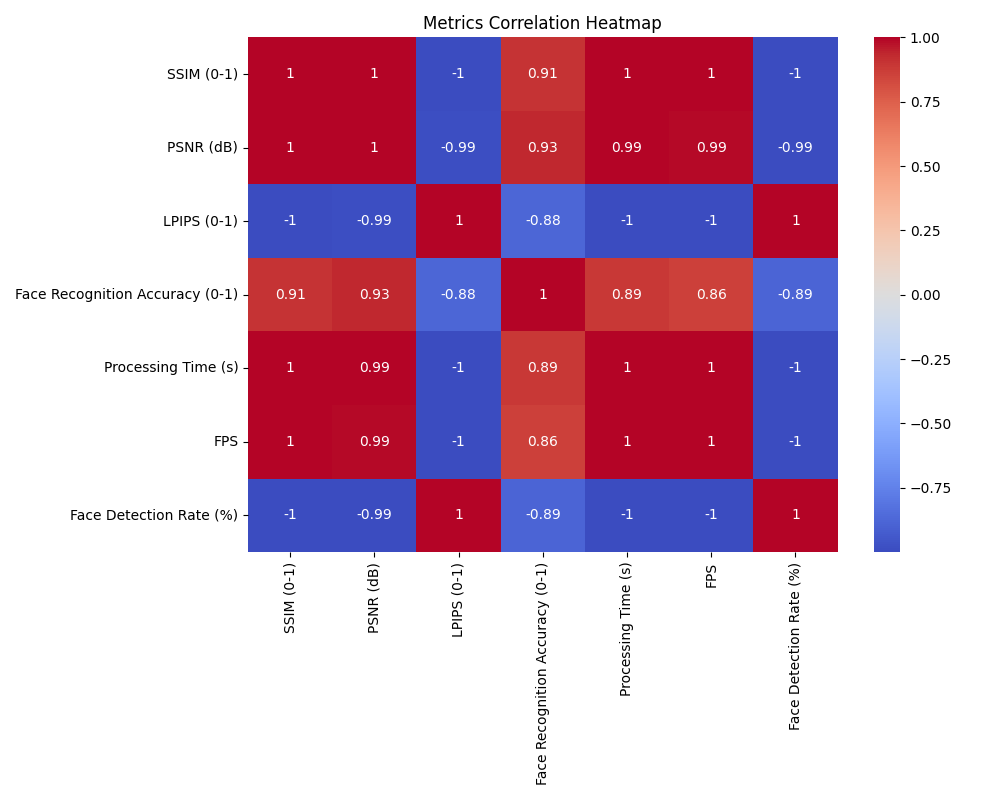 Metrics Correlation Heatmap
SSIM (0-1) 1 1 -1 0.91 1 1 -1
PSNR (dB) 1 1 -0.99 0.93 0.99 0.99 -0.99
LPIPS (0-1) -1 -0.99 1 -0.88 -1 -1 1
Face Recognition Accuracy (0-1) 0.91 0.93 -0.88 1 0.89 0.86 -0.89
Processing Time (s) 1 0.99 -1 0.89 1 1 -1
FPS 1 0.99 -1 0.86 1 1 -1
Face Detection Rate (%) -1 -0.99 1 -0.89 -1 -1 1
SSIM (0-1)
PSNR (dB)
LPIPS (0-1)
Face Recognition Accuracy (0-1)
Processing Time (s)
FPS
Face Detection Rate (%)
1.00
0.75
0.50
0.25
0.00
−0.25
−0.50
−0.75